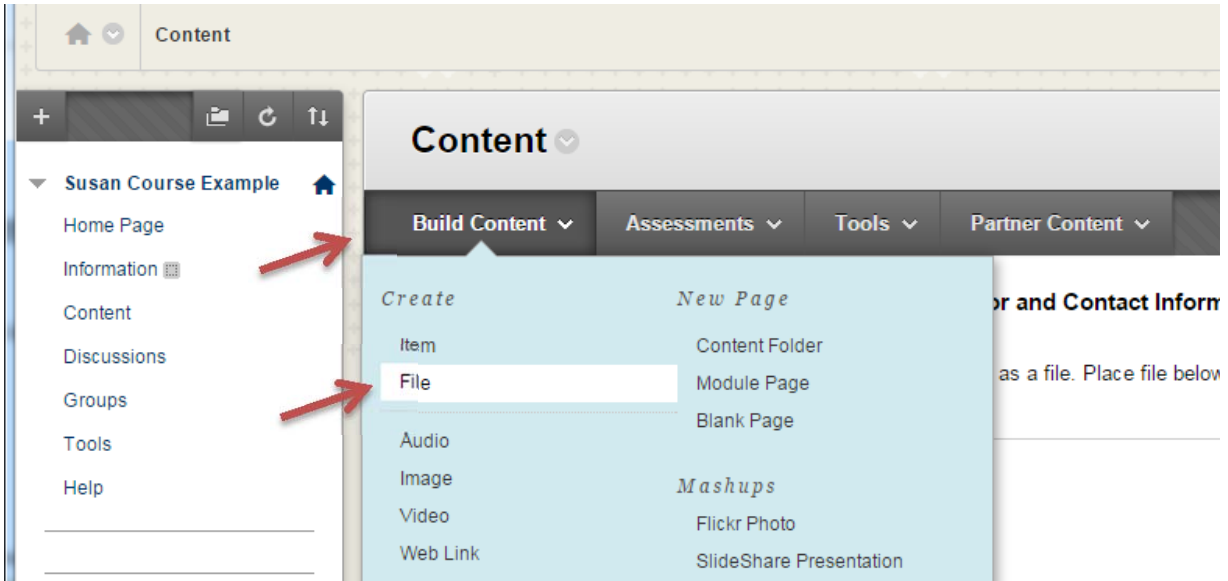 Content
Susan Course Example
Home Page
Information
Content
Discussions
Groups
Tools
Help
Content
Build Content
Assessments
Tools
Partner Content
Create
Item
File
Audio
Image
Video
Web Link
New Page
Content Folder
Module Page
Blank Page
Mashups
Flickr Photo
SlideShare Presentation
and Contact
as a file. Place file below